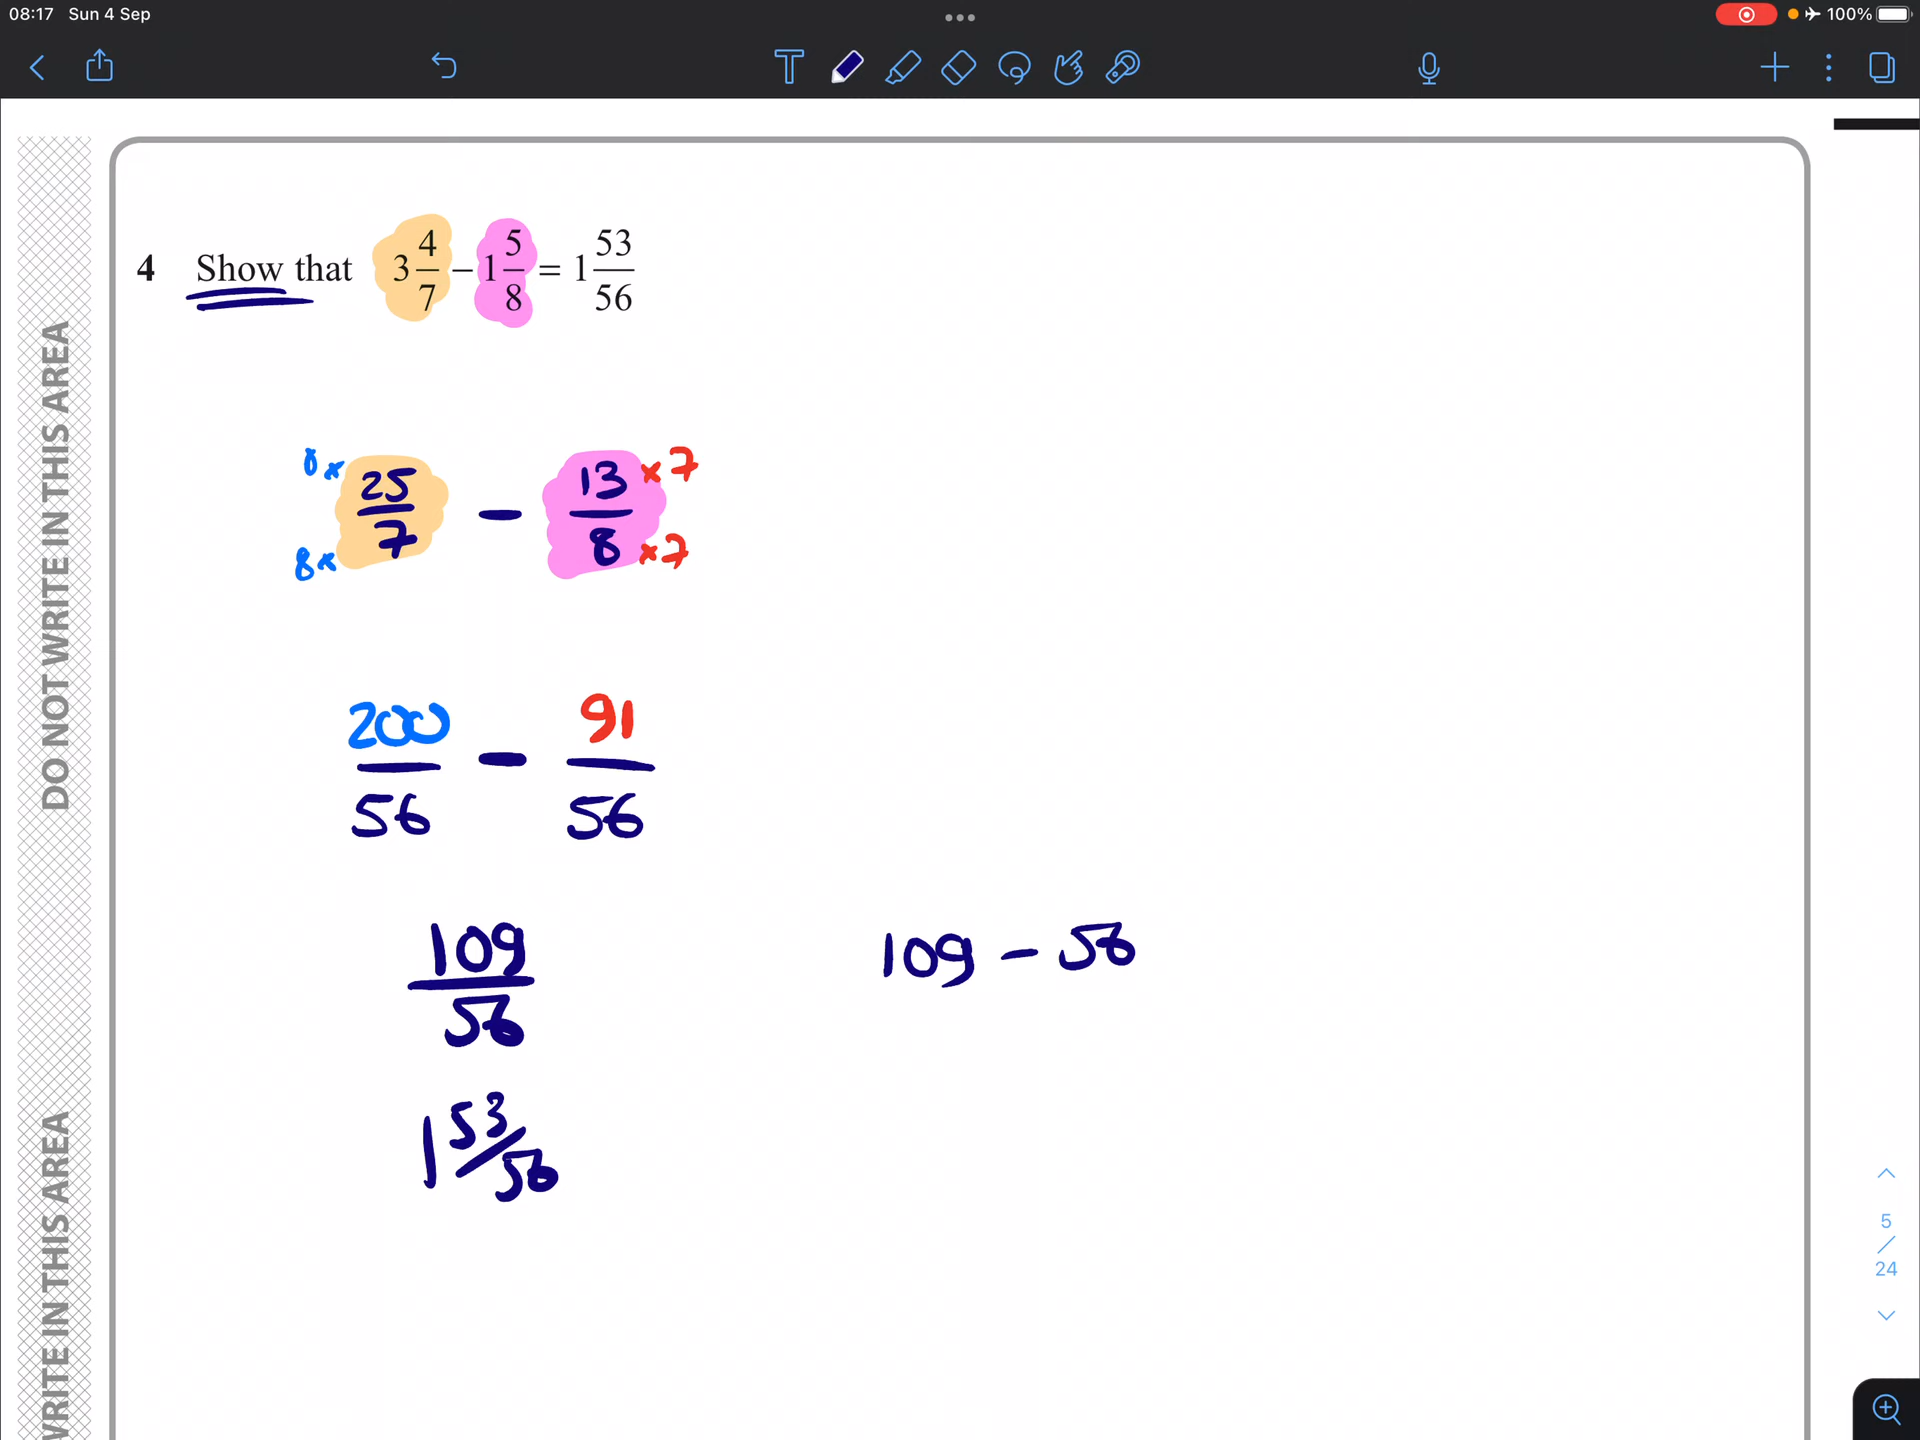 08:17 Sun 4 Sep
100%
4 Show that 3 4/7 − 1 5/8 = 1 53/56
8 × 25/7 × 8 − 13/8 × 7 × 7
200/56 − 91/56
109/56
109 − 56
1 53/56
DO NOT WRITE IN THIS AREA
WRITE IN THIS AREA
5
/
24